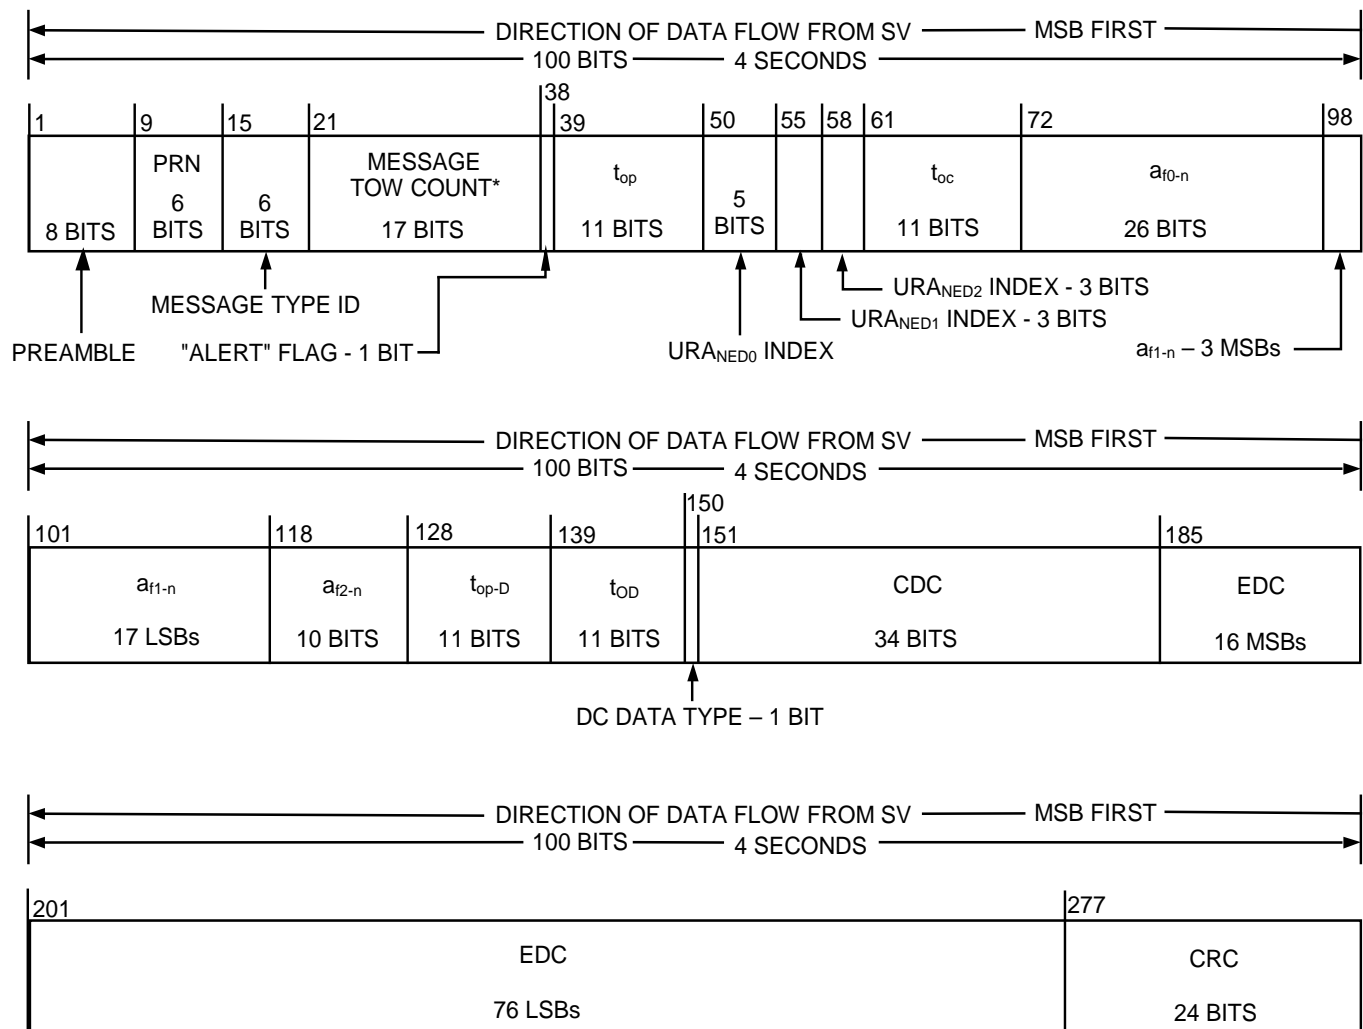 DIRECTION OF DATA FLOW FROM SV MSB FIRST
100 BITS 4 SECONDS
38
1 9 15 21 39 50 55 58 61 72 98
PRN
6
BITS
MESSAGE
TOW COUNT*
17 BITS
8 BITS
6
BITS
top
11 BITS
5
BITS
toc
11 BITS
af0-n
26 BITS
MESSAGE TYPE ID
URANED2 INDEX - 3 BITS
URANED1 INDEX - 3 BITS
PREAMBLE
"ALERT" FLAG - 1 BIT
URANED0 INDEX
af1-n – 3 MSBs
DIRECTION OF DATA FLOW FROM SV MSB FIRST
100 BITS 4 SECONDS
150
101 118 128 139 151 185
af1-n
17 LSBs
af2-n
10 BITS
top-D
11 BITS
tOD
11 BITS
CDC
34 BITS
EDC
16 MSBs
DC DATA TYPE – 1 BIT
DIRECTION OF DATA FLOW FROM SV MSB FIRST
100 BITS 4 SECONDS
201 277
EDC
76 LSBs
CRC
24 BITS